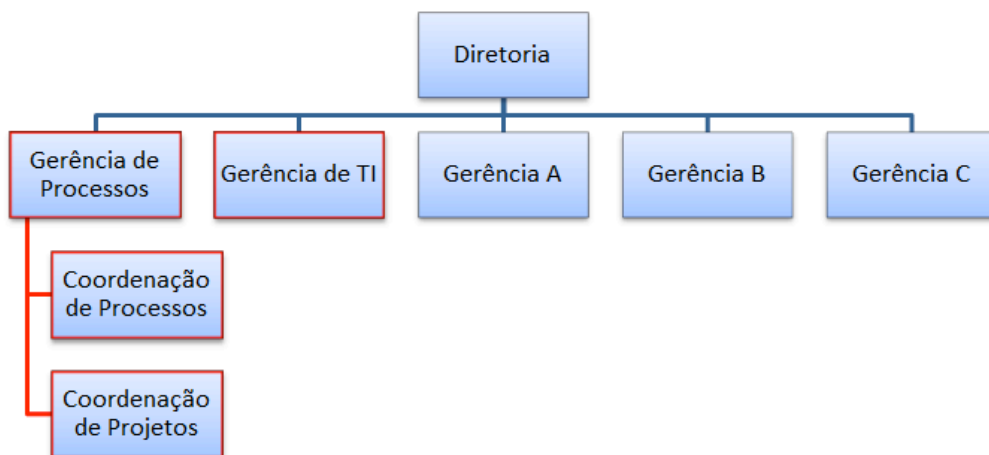 Diretoria
Gerência de
Processos
Gerência de TI
Gerência A
Gerência B
Gerência C
Coordenação
de Processos
Coordenação
de Projetos